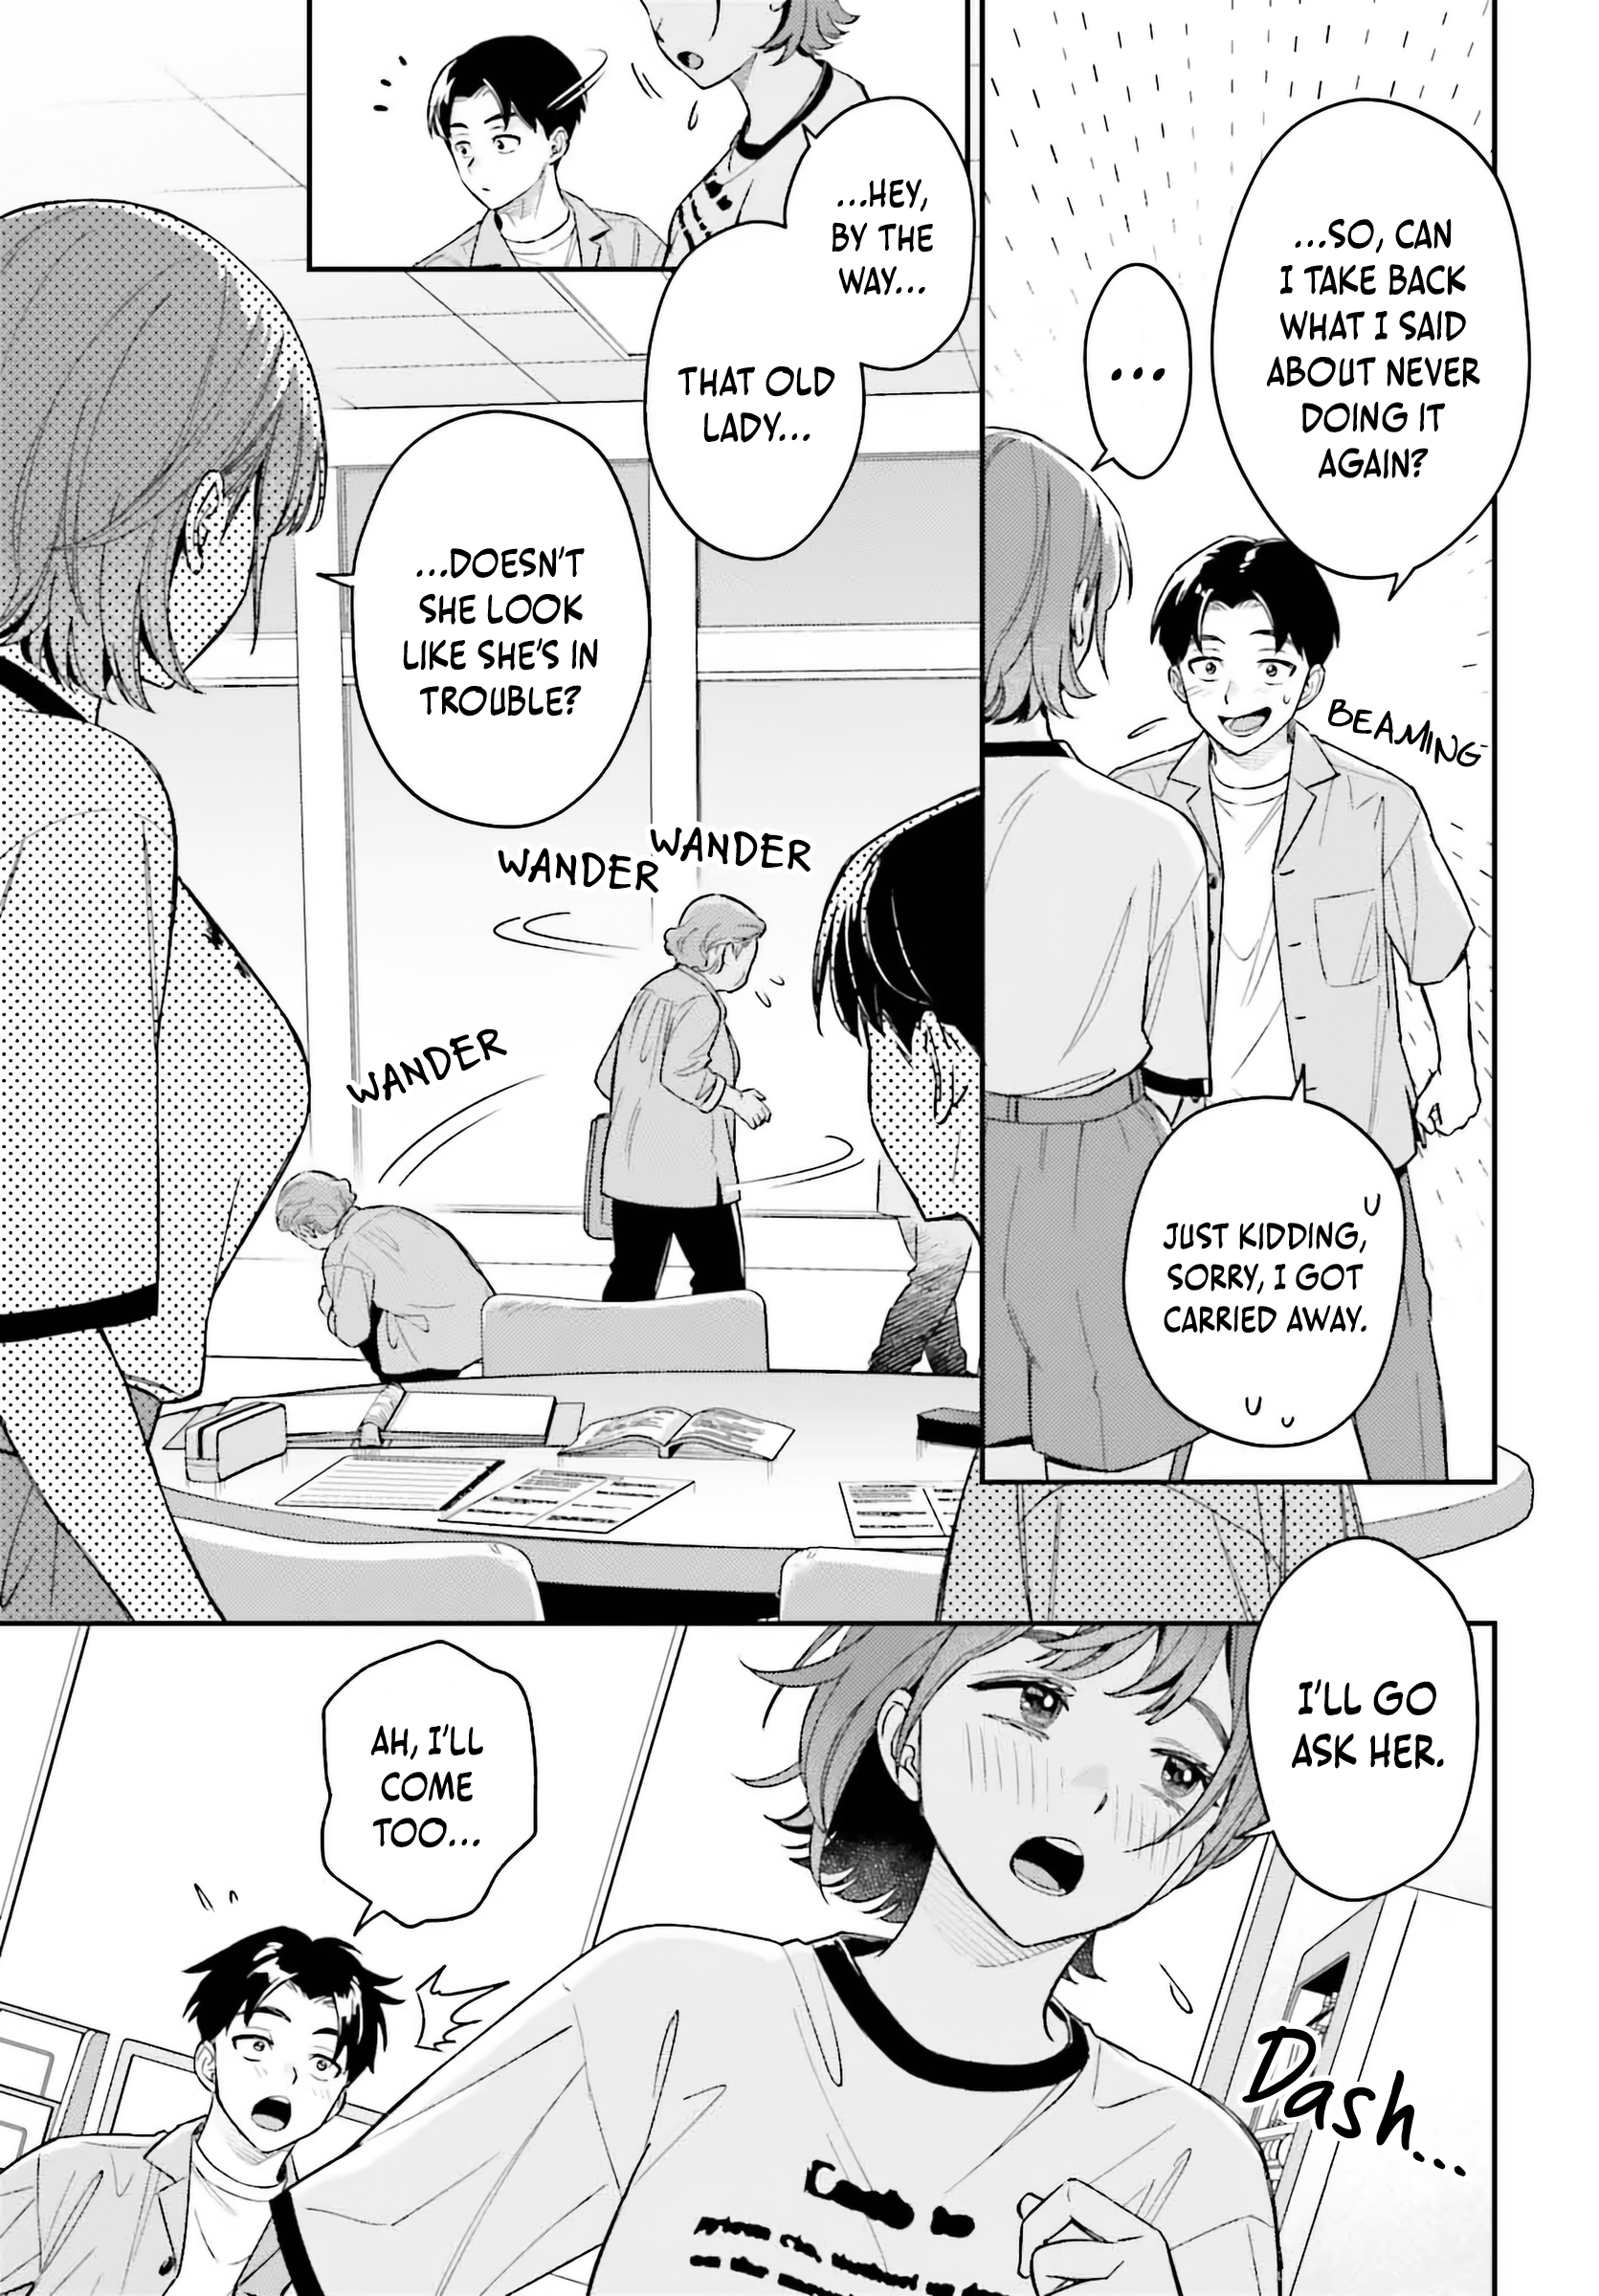 ...SO, CAN
I TAKE BACK
WHAT I SAID
ABOUT NEVER
DOING IT
AGAIN?
...
BEAMING
JUST KIDDING,
SORRY, I GOT
CARRIED AWAY.
...HEY,
BY THE
WAY...
THAT OLD
LADY...
...DOESN'T
SHE LOOK
LIKE SHE'S IN
TROUBLE?
WANDER
WANDER
WANDER
I'LL GO
ASK HER.
AH, I'LL
COME
TOO...
Dash...